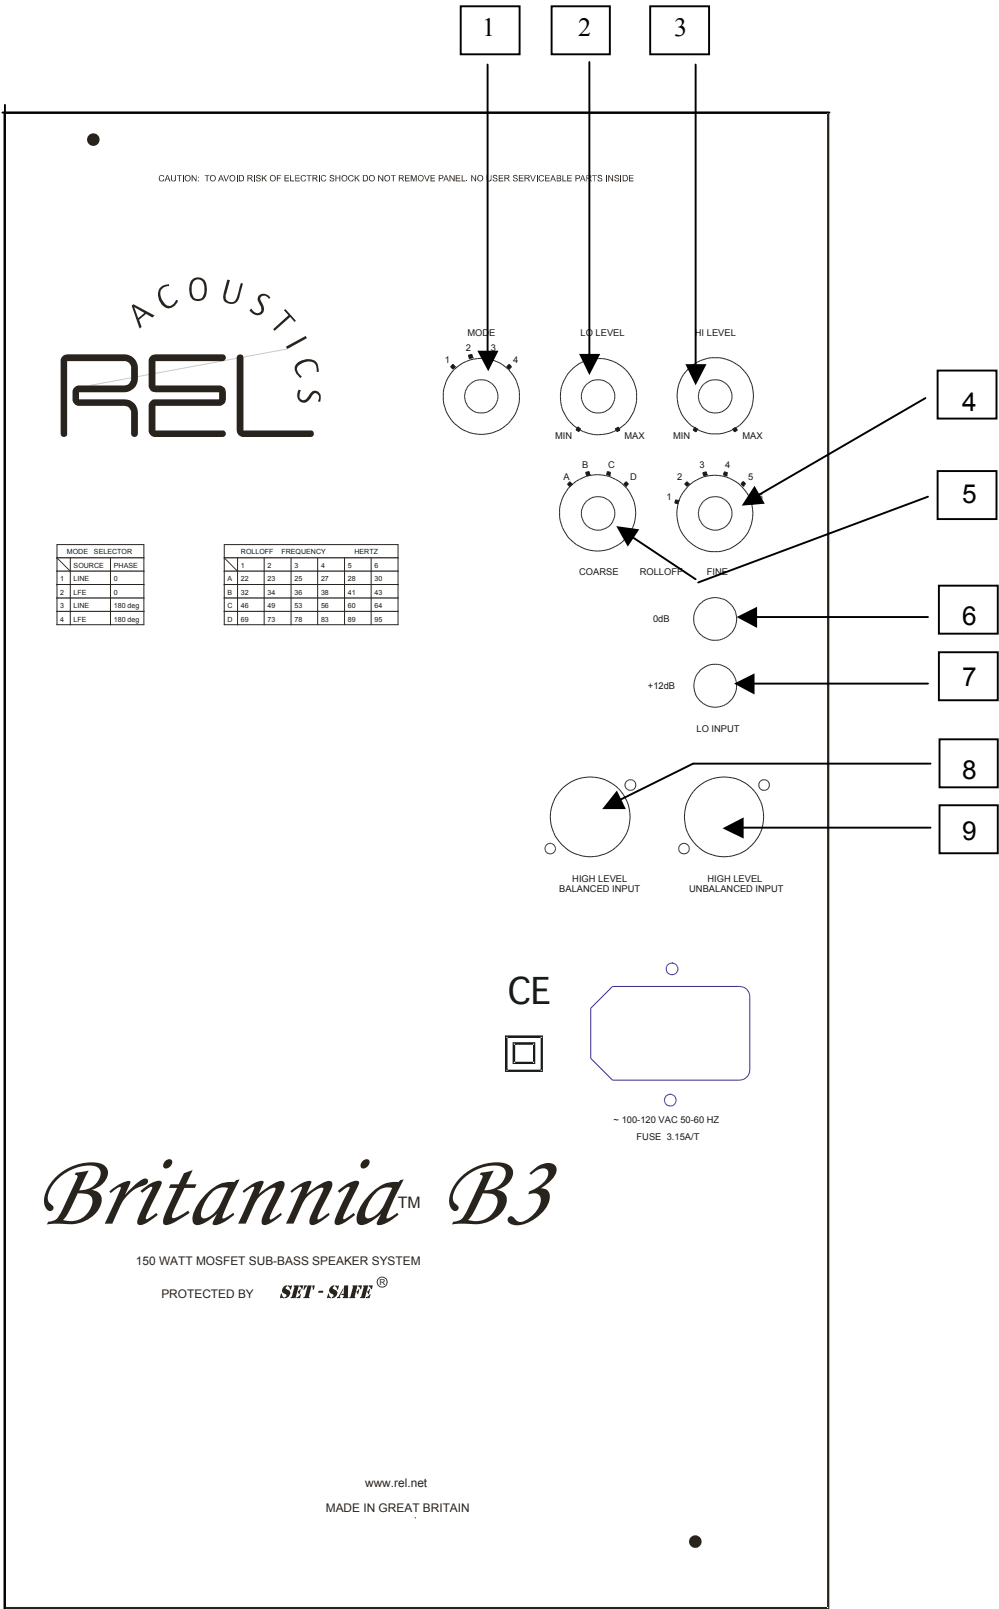 1 2 3
CAUTION: TO AVOID RISK OF ELECTRIC SHOCK DO NOT REMOVE PANEL. NO USER SERVICEABLE PARTS INSIDE
ACOUSTICS
REL
MODE LO LEVEL HI LEVEL
1 2 3 4
MIN MAX MIN MAX
4
A B C D 1 2 3 4 5
5
COARSE ROLLOFF FINE
MODE SELECTOR
SOURCE PHASE
1 LINE 0
2 LFE 0
3 LINE 180 deg
4 LFE 180 deg
ROLLOFF FREQUENCY HERTZ
1 2 3 4 5 6
A 22 23 25 27 28 30
B 32 34 36 38 41 43
C 46 49 53 56 60 64
D 69 73 78 83 89 95
0dB 6
+12dB 7
LO INPUT
8
9
HIGH LEVEL
BALANCED INPUT
HIGH LEVEL
UNBALANCED INPUT
CE
~ 100-120 VAC 50-60 HZ
FUSE 3.15A/T
Britannia™ B3
150 WATT MOSFET SUB-BASS SPEAKER SYSTEM
PROTECTED BY SET - SAFE ®
www.rel.net
MADE IN GREAT BRITAIN